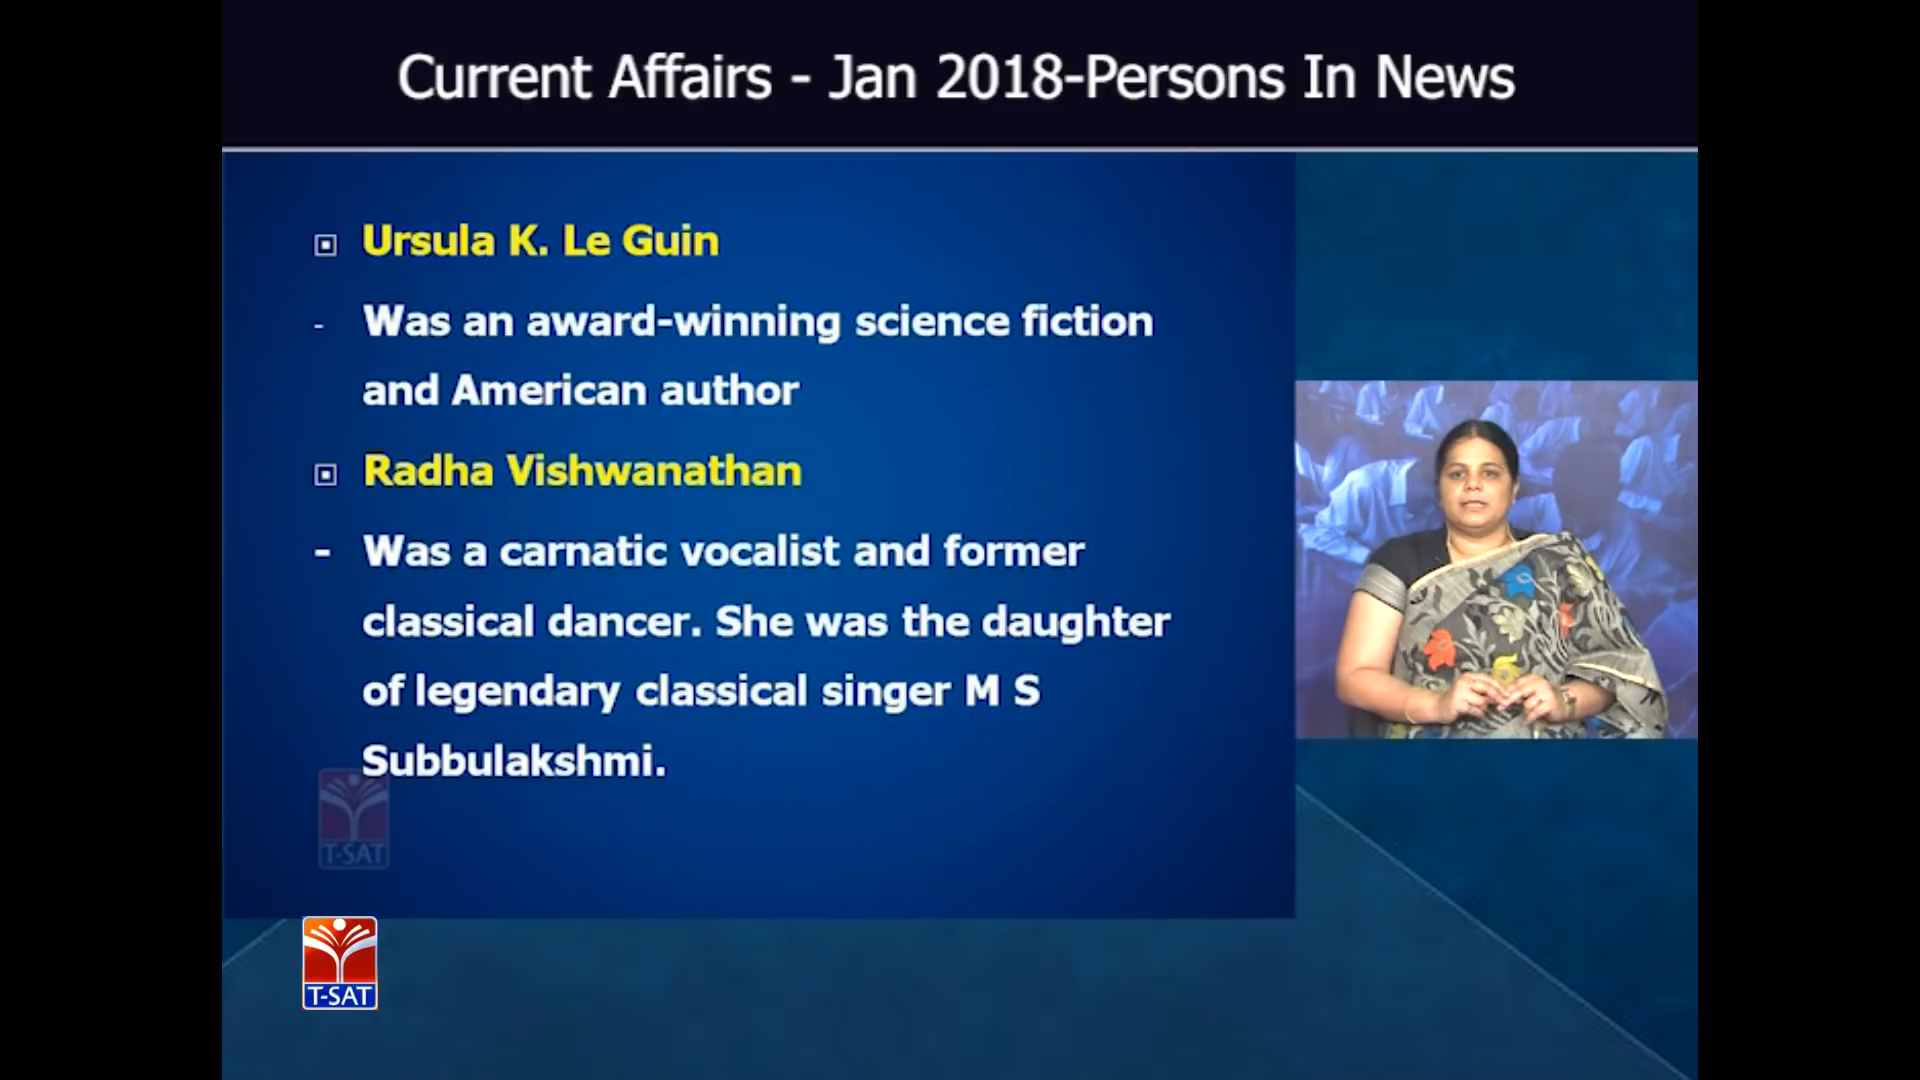 Current Affairs - Jan 2018-Persons In News
Ursula K. Le Guin
- Was an award-winning science fiction
and American author
Radha Vishwanathan
- Was a carnatic vocalist and former
classical dancer. She was the daughter
of legendary classical singer M S
Subbulakshmi.
T-SAT
T-SAT